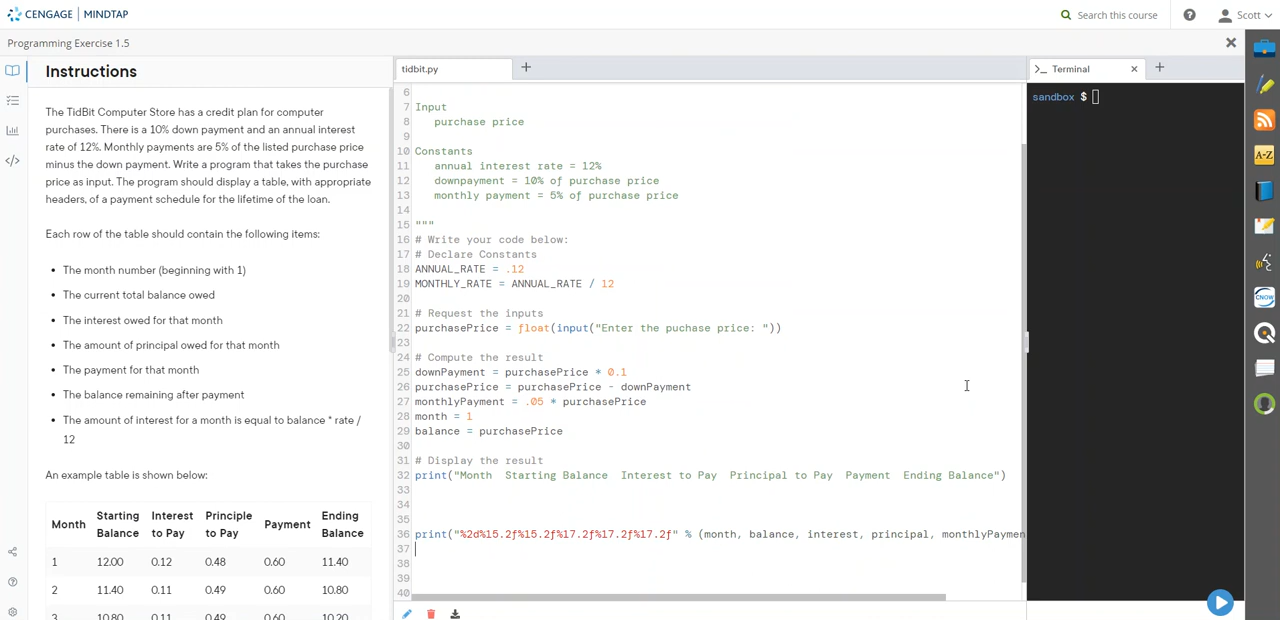 CENGAGE | MINDTAP
Search this course
Scott
Programming Exercise 1.5
Instructions
The TidBit Computer Store has a credit plan for computer
purchases. There is a 10% down payment and an annual interest
rate of 12%. Monthly payments are 5% of the listed purchase price
minus the down payment. Write a program that takes the purchase
price as input. The program should display a table, with appropriate
headers, of a payment schedule for the lifetime of the loan.
Each row of the table should contain the following items:
• The month number (beginning with 1)
• The current total balance owed
• The interest owed for that month
• The amount of principal owed for that month
• The payment for that month
• The balance remaining after payment
• The amount of interest for a month is equal to balance * rate /
12
An example table is shown below:
Month Starting Balance Interest to Pay Principle to Pay Payment Ending Balance
1 12.00 0.12 0.48 0.60 11.40
2 11.40 0.11 0.49 0.60 10.80
3 10.80 0.11 0.49 0.60 10.20
tidbit.py
6
7 Input
8 purchase price
9
10 Constants
11 annual interest rate = 12%
12 downpayment = 10% of purchase price
13 monthly payment = 5% of purchase price
14
15 """
16 # Write your code below:
17 # Declare Constants
18 ANNUAL_RATE = .12
19 MONTHLY_RATE = ANNUAL_RATE / 12
20
21 # Request the inputs
22 purchasePrice = float(input("Enter the puchase price: "))
23
24 # Compute the result
25 downPayment = purchasePrice * 0.1
26 purchasePrice = purchasePrice - downPayment
27 monthlyPayment = .05 * purchasePrice
28 month = 1
29 balance = purchasePrice
30
31 # Display the result
32 print("Month  Starting Balance  Interest to Pay  Principal to Pay  Payment  Ending Balance")
33
34
35
36 print("%2d%15.2f%15.2f%17.2f%17.2f%17.2f" % (month, balance, interest, principal, monthlyPaymen
37
38
39
40
Terminal
sandbox $
A-Z
CNOW